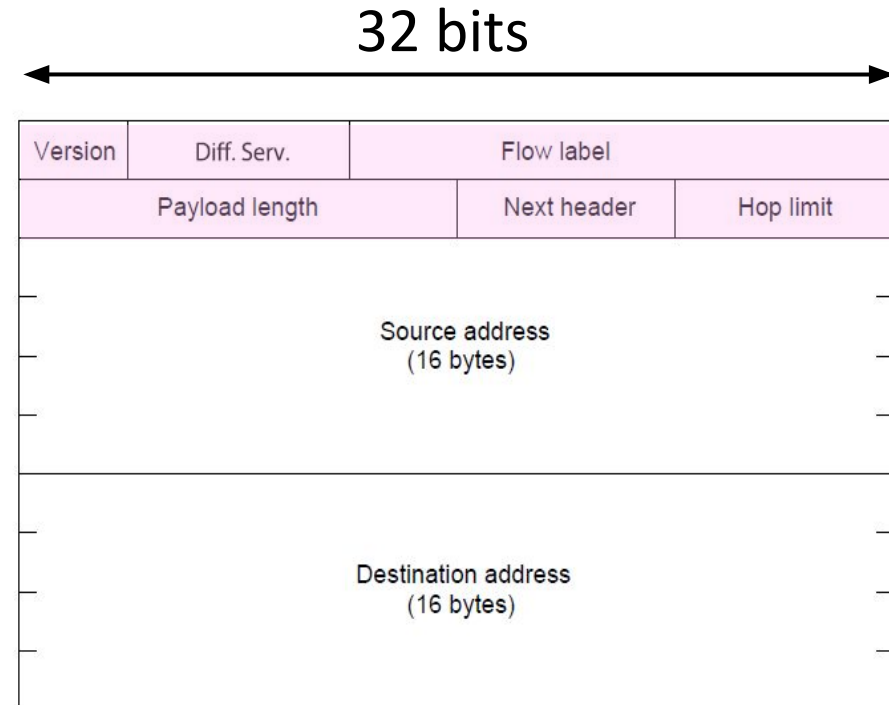 32 bits
Version Diff. Serv. Flow label
Payload length Next header Hop limit
Source address
(16 bytes)
Destination address
(16 bytes)